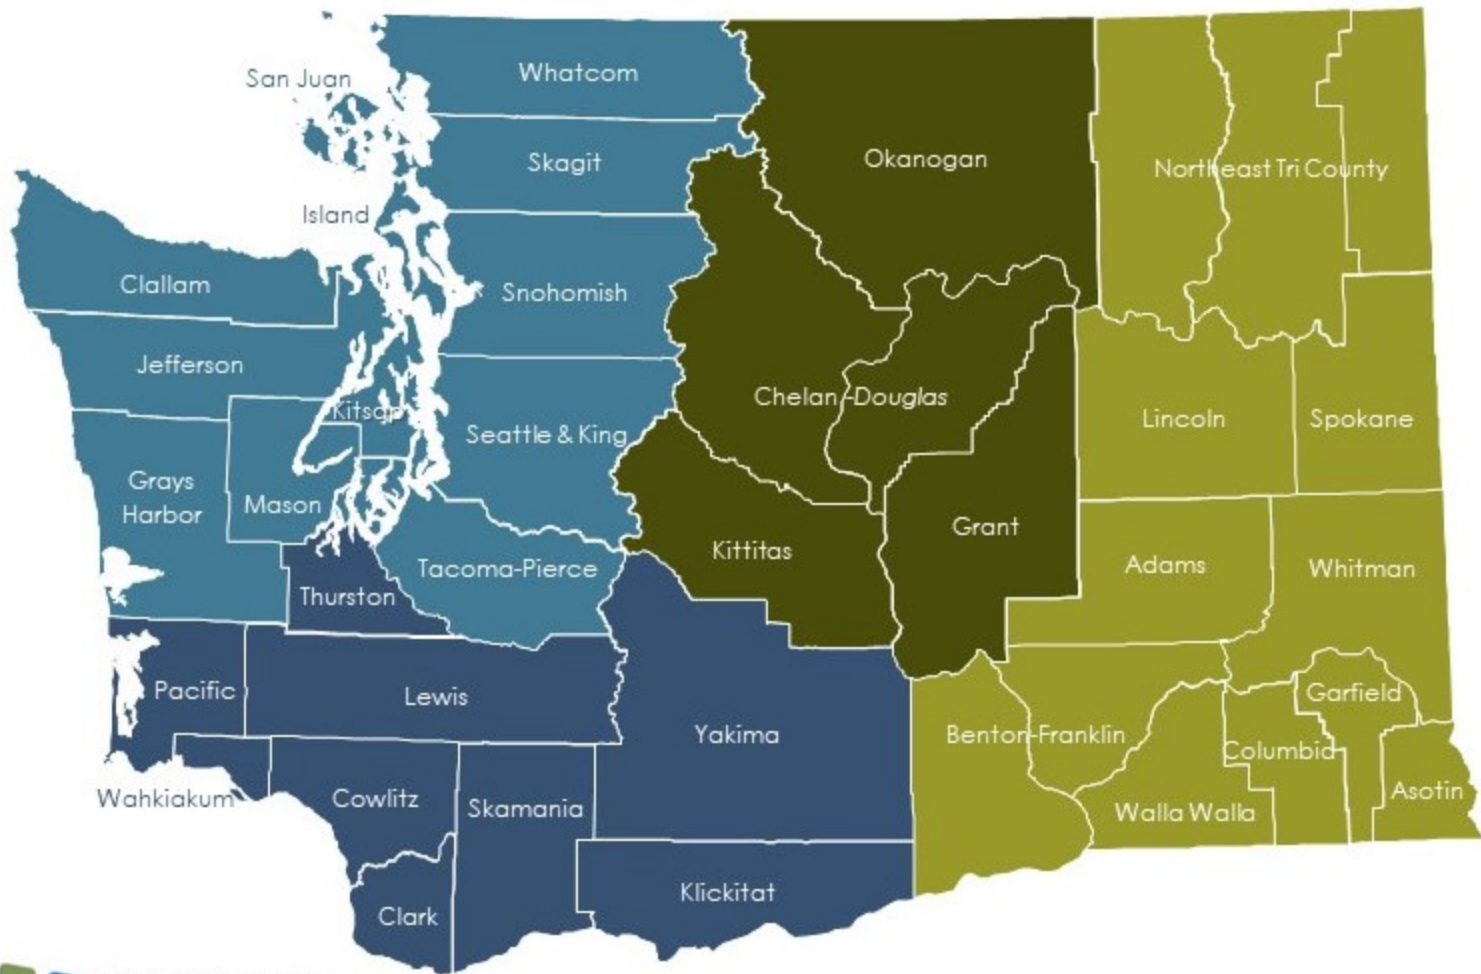 San Juan
Whatcom
Skagit
Okanogan
Northeast Tri County
Island
Clallam
Snohomish
Jefferson
Kitsap
Chelan-Douglas
Lincoln
Spokane
Seattle & King
Grays
Harbor
Mason
Grant
Kittitas
Tacoma-Pierce
Adams
Whitman
Thurston
Pacific
Lewis
Yakima
Benton-Franklin
Garfield
Columbia
Wahkiakum
Cowlitz
Skamania
Walla Walla
Asotin
Clark
Klickitat